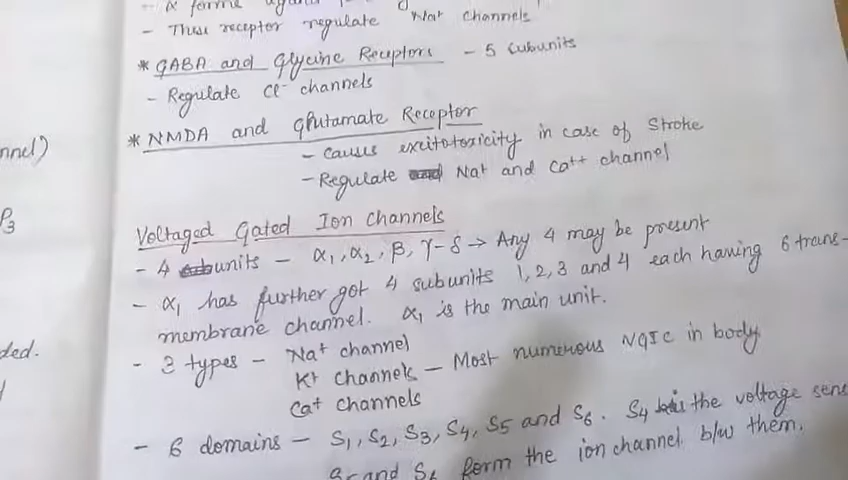 - α forms
- These receptor regulate Na+ channels
* GABA and Glycine Receptors - 5 subunits
- Regulate Cl- channels
* NMDA and Glutamate Receptor
- Causes excitotoxicity in case of stroke
- Regulate Na+ and Ca++ channel
nnel)
P3
Voltaged Gated Ion Channels
- 4 units - α1, α2, β, γ-δ → Any 4 may be present
- α1 has further got 4 subunits 1, 2, 3 and 4 each having 6 trans-
membrane channel. α1 is the main unit.
- 3 types - Na+ channel
K+ channels - Most numerous VGIC in body
Ca+ channels
ded.
- 6 domains - S1, S2, S3, S4, S5 and S6. S4 is the voltage sens
and S6 form the ion channel b/w them.